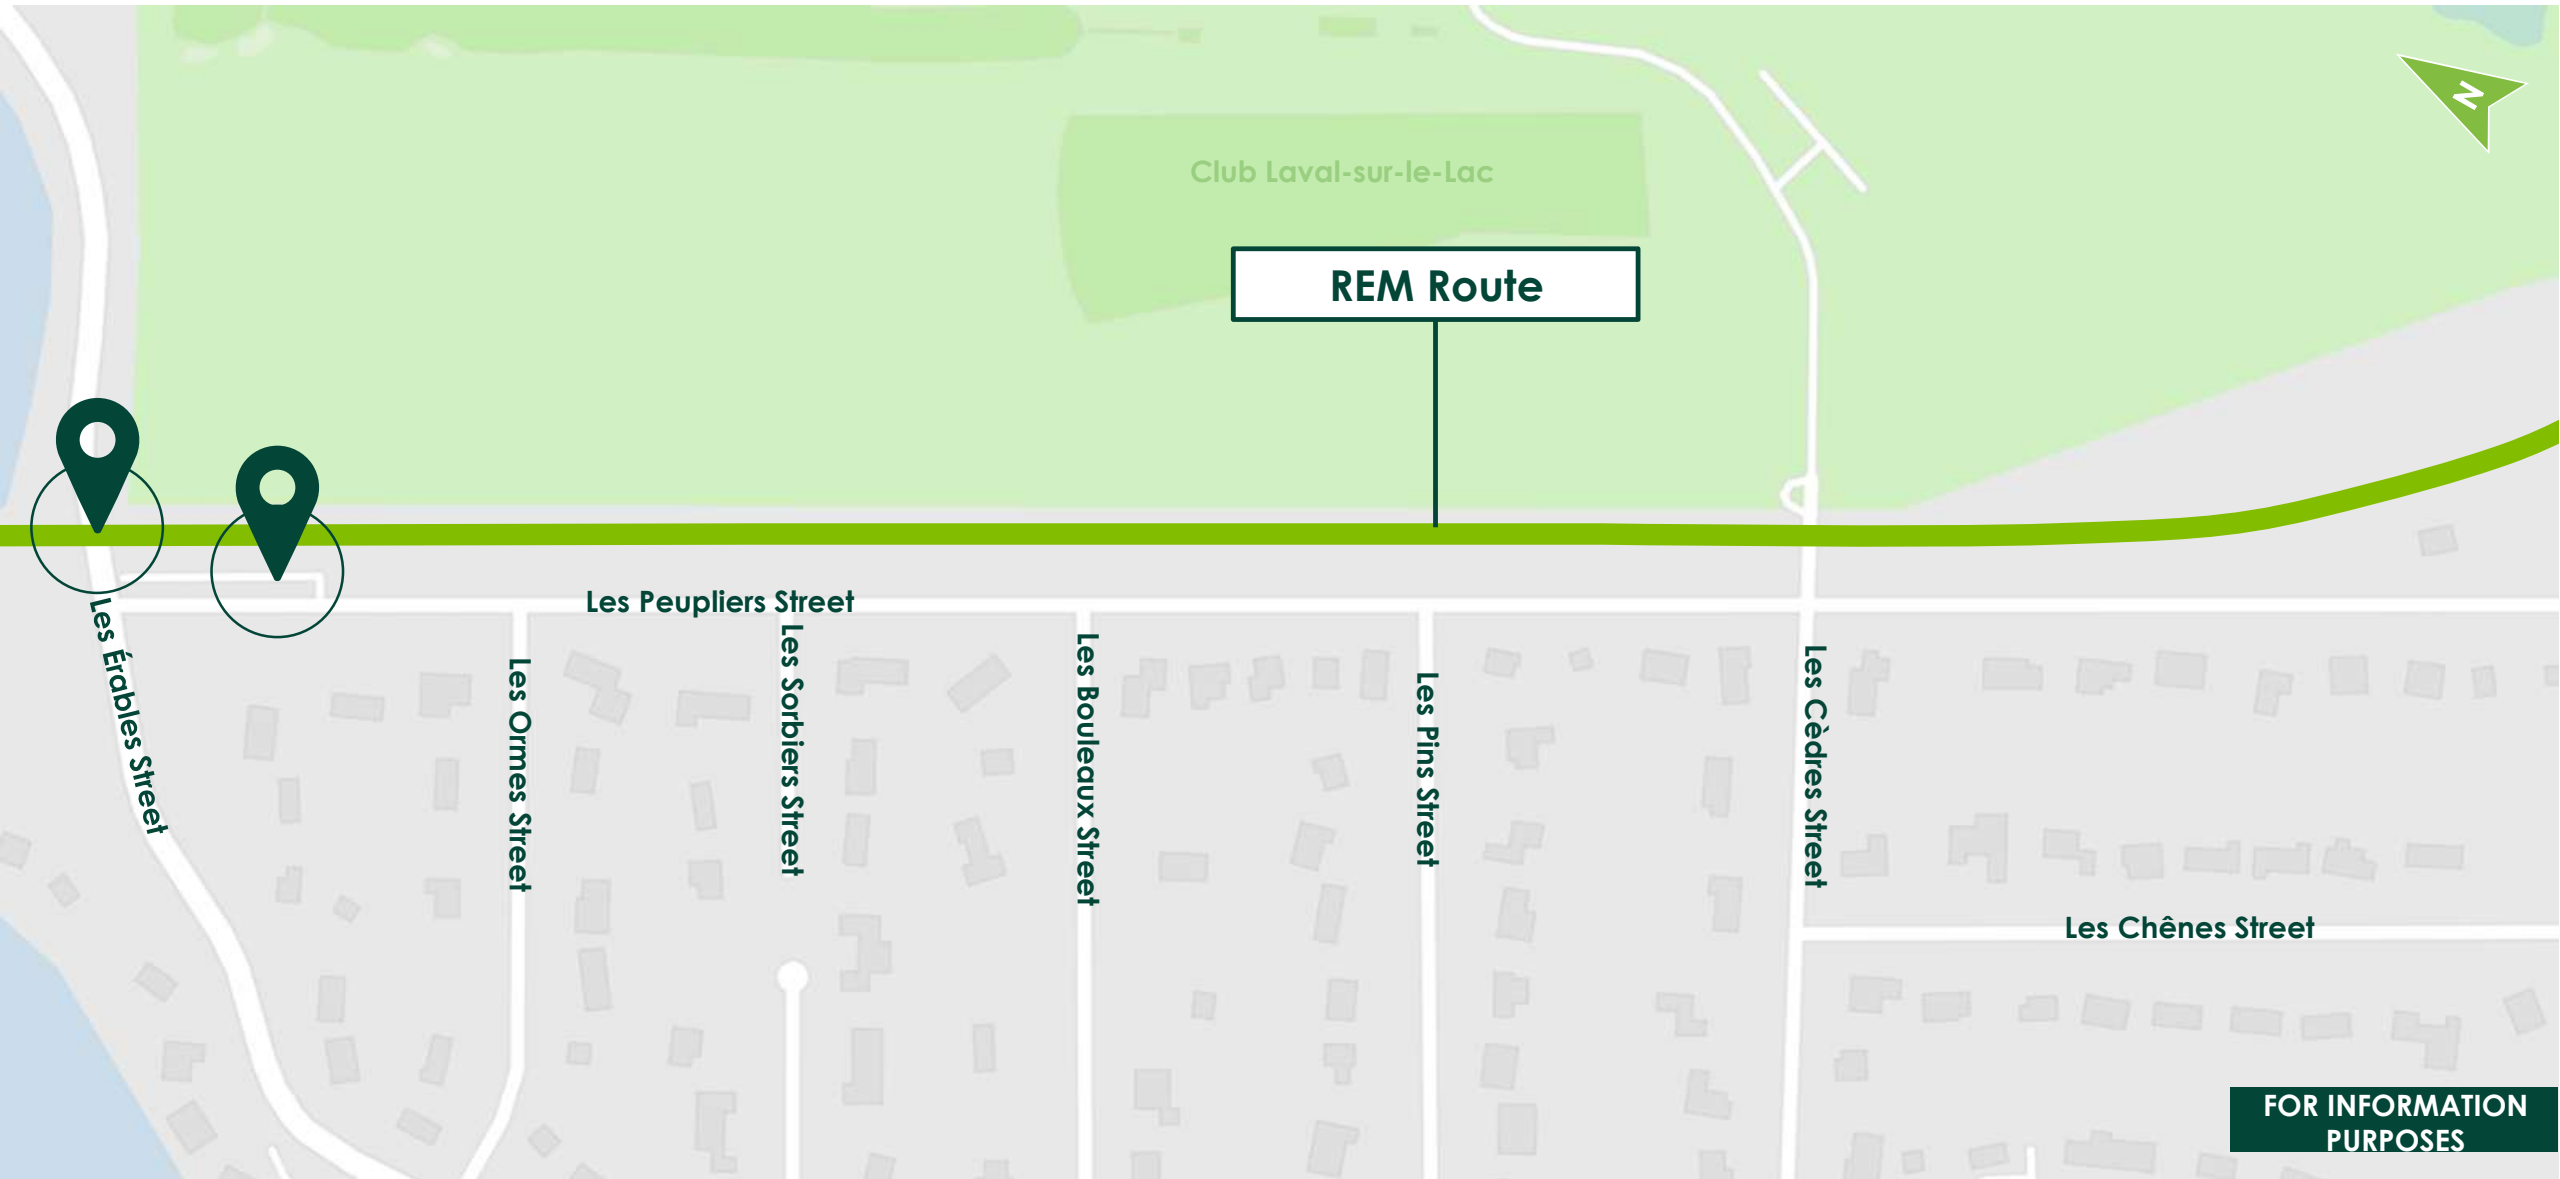 N
Club Laval-sur-le-Lac
REM Route
Les Peupliers Street
Les Érables Street
Les Ormes Street
Les Sorbiers Street
Les Bouleaux Street
Les Pins Street
Les Cèdres Street
Les Chênes Street
FOR INFORMATION
PURPOSES